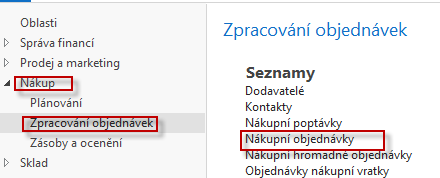 Oblasti
Správa financí
Prodej a marketing
Nákup
Plánování
Zpracování objednávek
Zásoby a ocenění
Sklad
Zpracování objednávek
Seznamy
Dodavatelé
Kontakty
Nákupní poptávky
Nákupní objednávky
Nákupní hromadné objednávky
Objednávky nákupní vratky